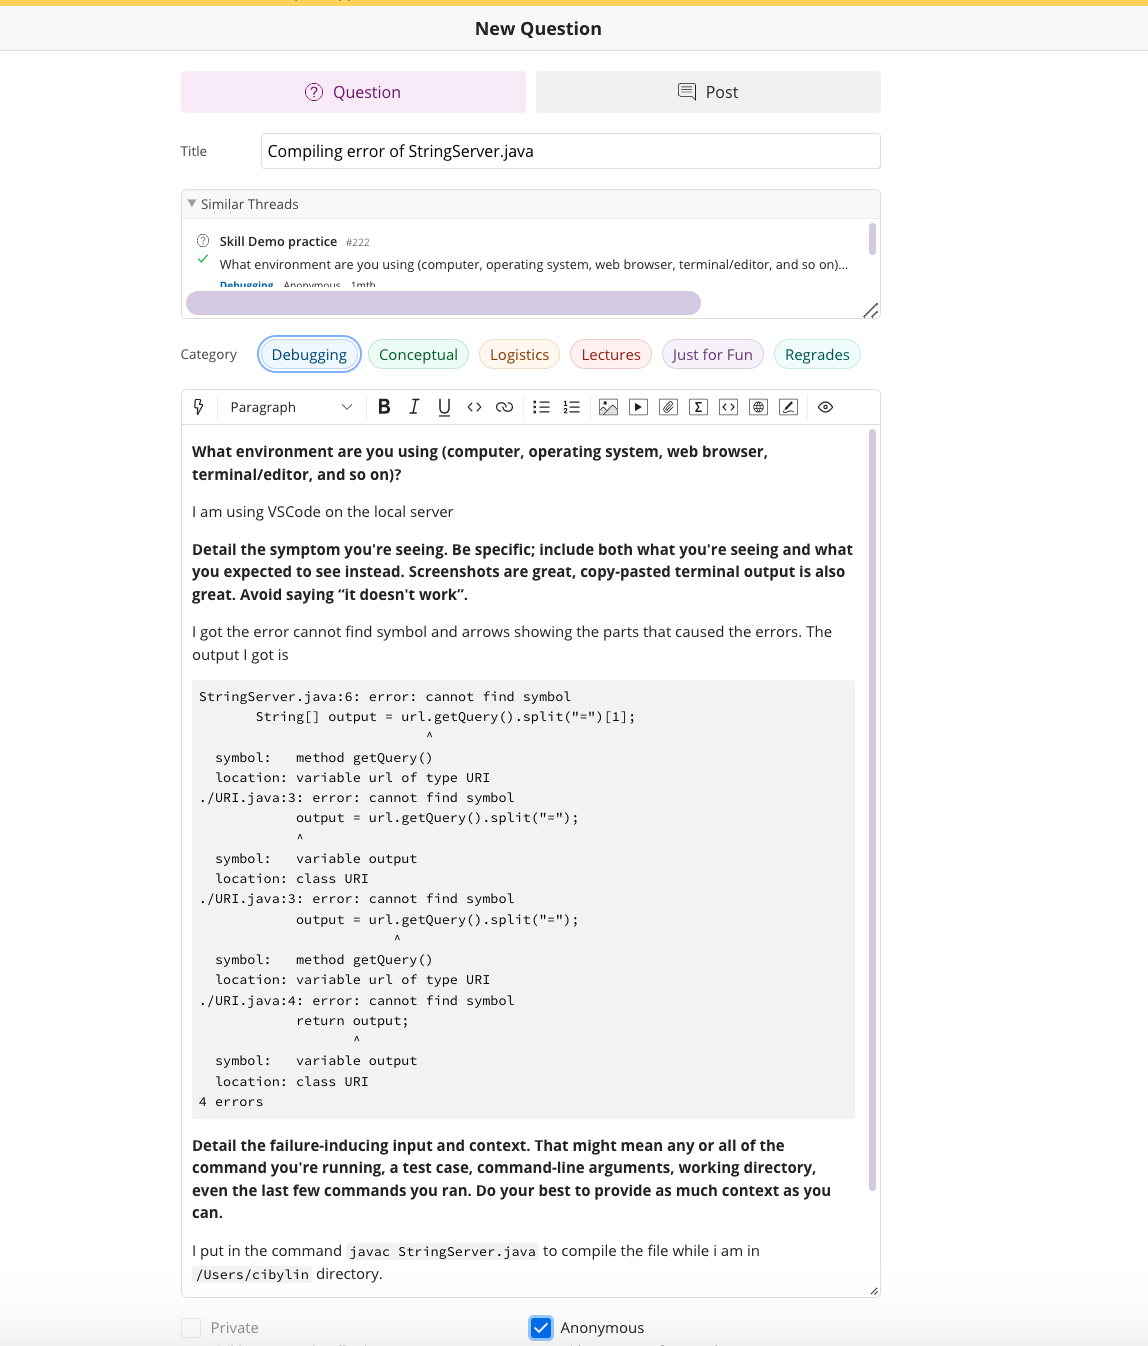 New Question
Question
Post
Title
Compiling error of StringServer.java
Similar Threads
Skill Demo practice #222
What environment are you using (computer, operating system, web browser, terminal/editor, and so on)...
Debugging Anonymous 1mth
Category
Debugging Conceptual Logistics Lectures Just for Fun Regrades
Paragraph
What environment are you using (computer, operating system, web browser,
terminal/editor, and so on)?
I am using VSCode on the local server
Detail the symptom you're seeing. Be specific; include both what you're seeing and what
you expected to see instead. Screenshots are great, copy-pasted terminal output is also
great. Avoid saying “it doesn't work”.
I got the error cannot find symbol and arrows showing the parts that caused the errors. The
output I got is
StringServer.java:6: error: cannot find symbol
       String[] output = url.getQuery().split("=")[1];
                            ^
  symbol:   method getQuery()
  location: variable url of type URI
./URI.java:3: error: cannot find symbol
            output = url.getQuery().split("=");
            ^
  symbol:   variable output
  location: class URI
./URI.java:3: error: cannot find symbol
            output = url.getQuery().split("=");
                        ^
  symbol:   method getQuery()
  location: variable url of type URI
./URI.java:4: error: cannot find symbol
            return output;
                   ^
  symbol:   variable output
  location: class URI
4 errors
Detail the failure-inducing input and context. That might mean any or all of the
command you're running, a test case, command-line arguments, working directory,
even the last few commands you ran. Do your best to provide as much context as you
can.
I put in the command javac StringServer.java to compile the file while i am in
/Users/cibylin directory.
Private
Anonymous